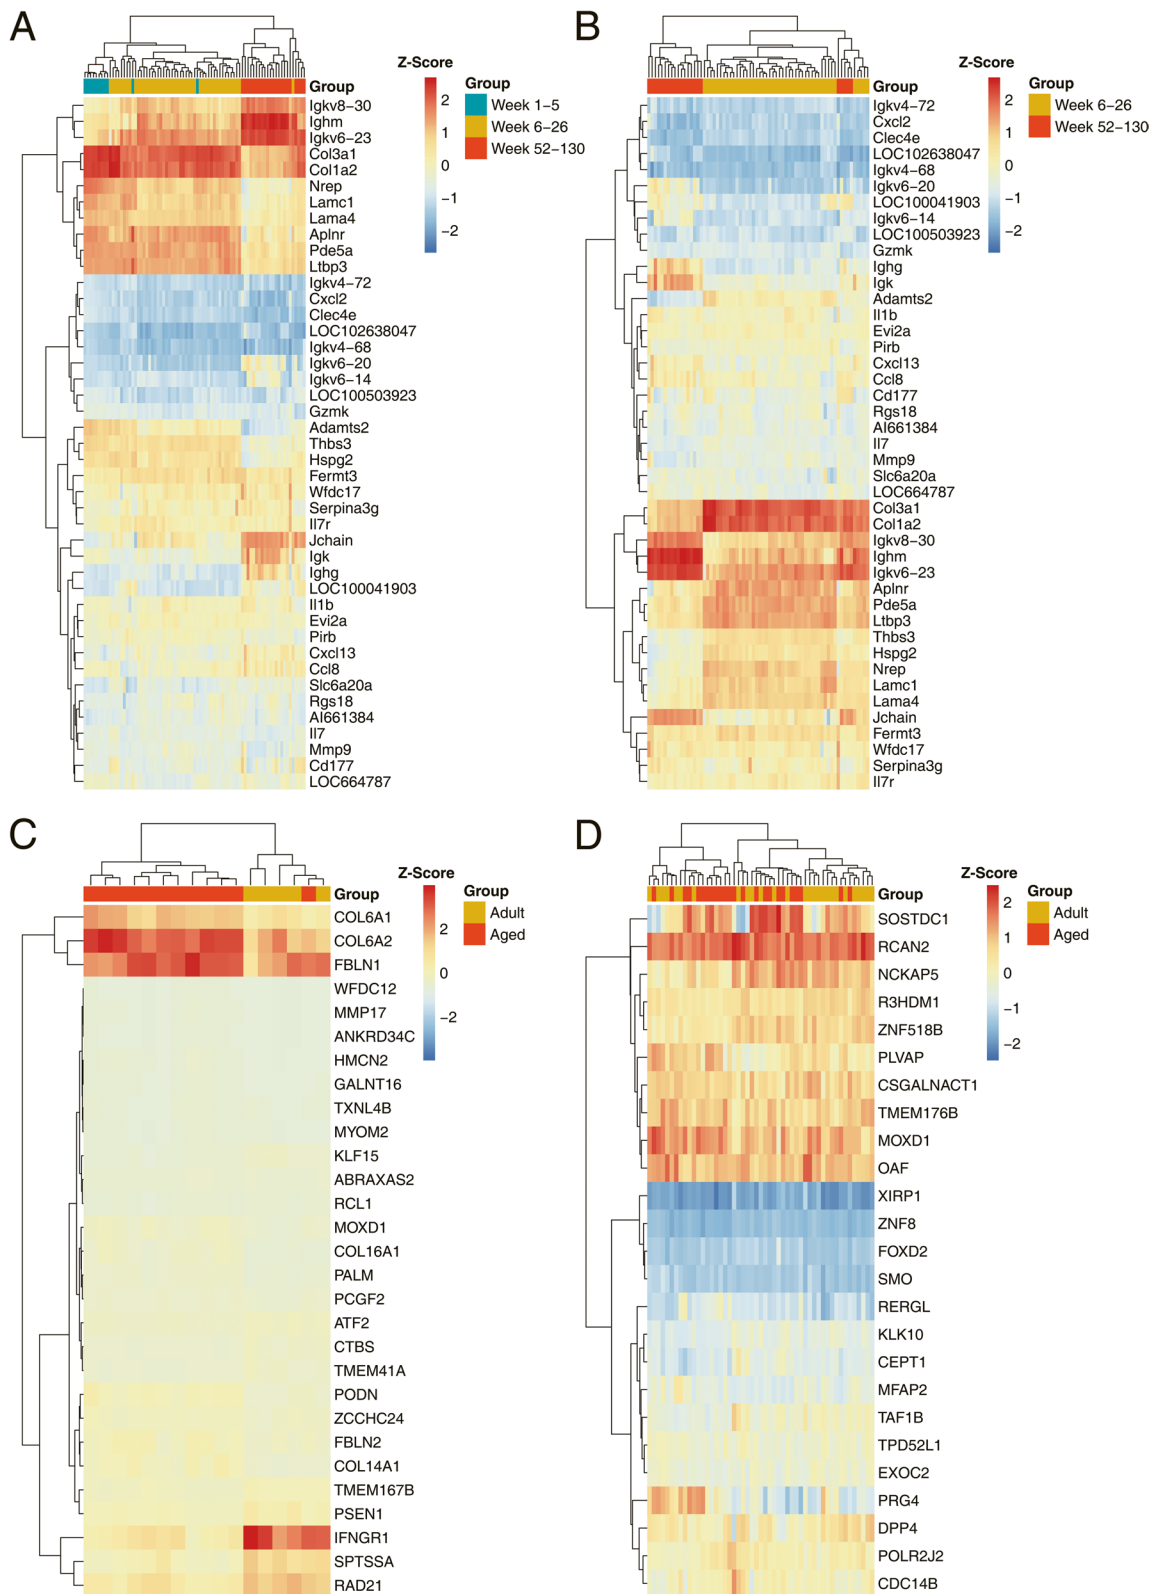 A
Z-Score
2
1
0
−1
−2
Group
Week 1−5
Week 6−26
Week 52−130
Group
Igkv8−30
Ighm
Igkv6−23
Col3a1
Col1a2
Nrep
Lamc1
Lama4
Aplnr
Pde5a
Ltbp3
Igkv4−72
Cxcl2
Clec4e
LOC102638047
Igkv4−68
Igkv6−20
Igkv6−14
LOC100503923
Gzmk
Adamts2
Thbs3
Hspg2
Fermt3
Wfdc17
Serpina3g
Il7r
Jchain
Igk
Ighg
LOC100041903
Il1b
Evi2a
Pirb
Cxcl13
Ccl8
Slc6a20a
Rgs18
AI661384
Il7
Mmp9
Cd177
LOC664787
B
Z-Score
2
1
0
−1
−2
Group
Week 6−26
Week 52−130
Group
Igkv4−72
Cxcl2
Clec4e
LOC102638047
Igkv4−68
Igkv6−20
LOC100041903
Igkv6−14
LOC100503923
Gzmk
Ighg
Igk
Adamts2
Il1b
Evi2a
Pirb
Cxcl13
Ccl8
Cd177
Rgs18
AI661384
Il7
Mmp9
Slc6a20a
LOC664787
Col3a1
Col1a2
Igkv8−30
Ighm
Igkv6−23
Aplnr
Pde5a
Ltbp3
Thbs3
Hspg2
Nrep
Lamc1
Lama4
Jchain
Fermt3
Wfdc17
Serpina3g
Il7r
C
Z-Score
2
0
−2
Group
Adult
Aged
Group
COL6A1
COL6A2
FBLN1
WFDC12
MMP17
ANKRD34C
HMCN2
GALNT16
TXNL4B
MYOM2
KLF15
ABRAXAS2
RCL1
MOXD1
COL16A1
PALM
PCGF2
ATF2
CTBS
TMEM41A
PODN
ZCCHC24
FBLN2
COL14A1
TMEM167B
PSEN1
IFNGR1
SPTSSA
RAD21
D
Z-Score
2
1
0
−1
−2
Group
Adult
Aged
Group
SOSTDC1
RCAN2
NCKAP5
R3HDM1
ZNF518B
PLVAP
CSGALNACT1
TMEM176B
MOXD1
OAF
XIRP1
ZNF8
FOXD2
SMO
RERGL
KLK10
CEPT1
MFAP2
TAF1B
TPD52L1
EXOC2
PRG4
DPP4
POLR2J2
CDC14B